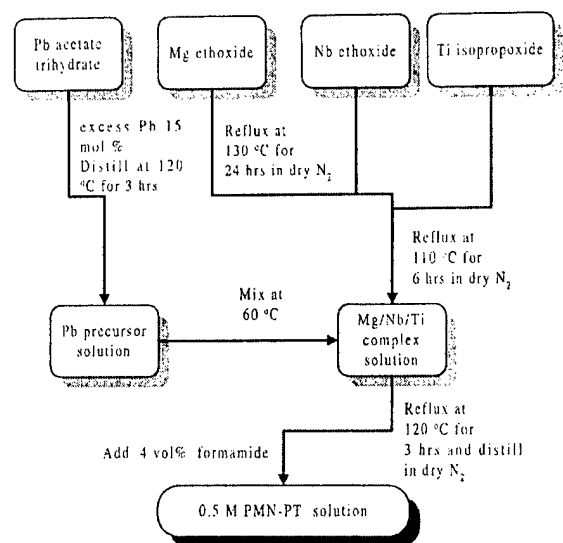 Pb acetate
trihydrate
Mg ethoxide
Nb ethoxide
Ti isopropoxide
excess Pb 15
mol %
Distill at 120
°C for 3 hrs
Reflux at
130 °C for
24 hrs in dry N₂
Reflux at
110 °C for
6 hrs in dry N₂
Mix at
60 °C
Pb precursor
solution
Mg/Nb/Ti
complex
solution
Reflux at
120 °C for
3 hrs and distill
in dry N₂
Add 4 vol% formamide
0.5 M PMN-PT solution